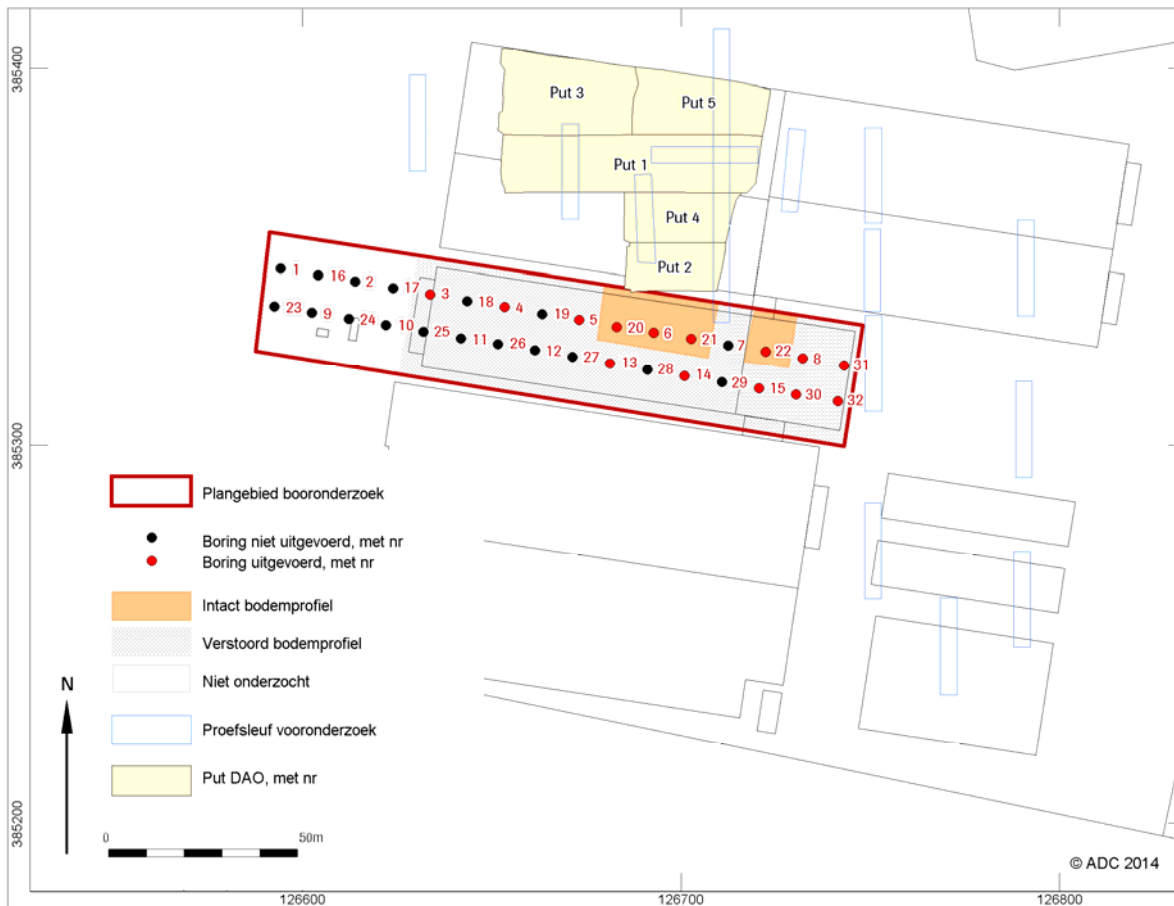 385400
385300
385200
126600
126700
126800
Put 3
Put 5
Put 1
Put 4
Put 2
1
16
2
17
3
18
4
19
5
20
6
21
7
22
8
31
23
9
24
10
25
11
26
12
27
13
28
14
29
15
30
32
Plangebied booronderzoek
Boring niet uitgevoerd, met nr
Boring uitgevoerd, met nr
Intact bodemprofiel
Verstoord bodemprofiel
Niet onderzocht
Proefsleuf vooronderzoek
Put DAO, met nr
N
0 50m
© ADC 2014